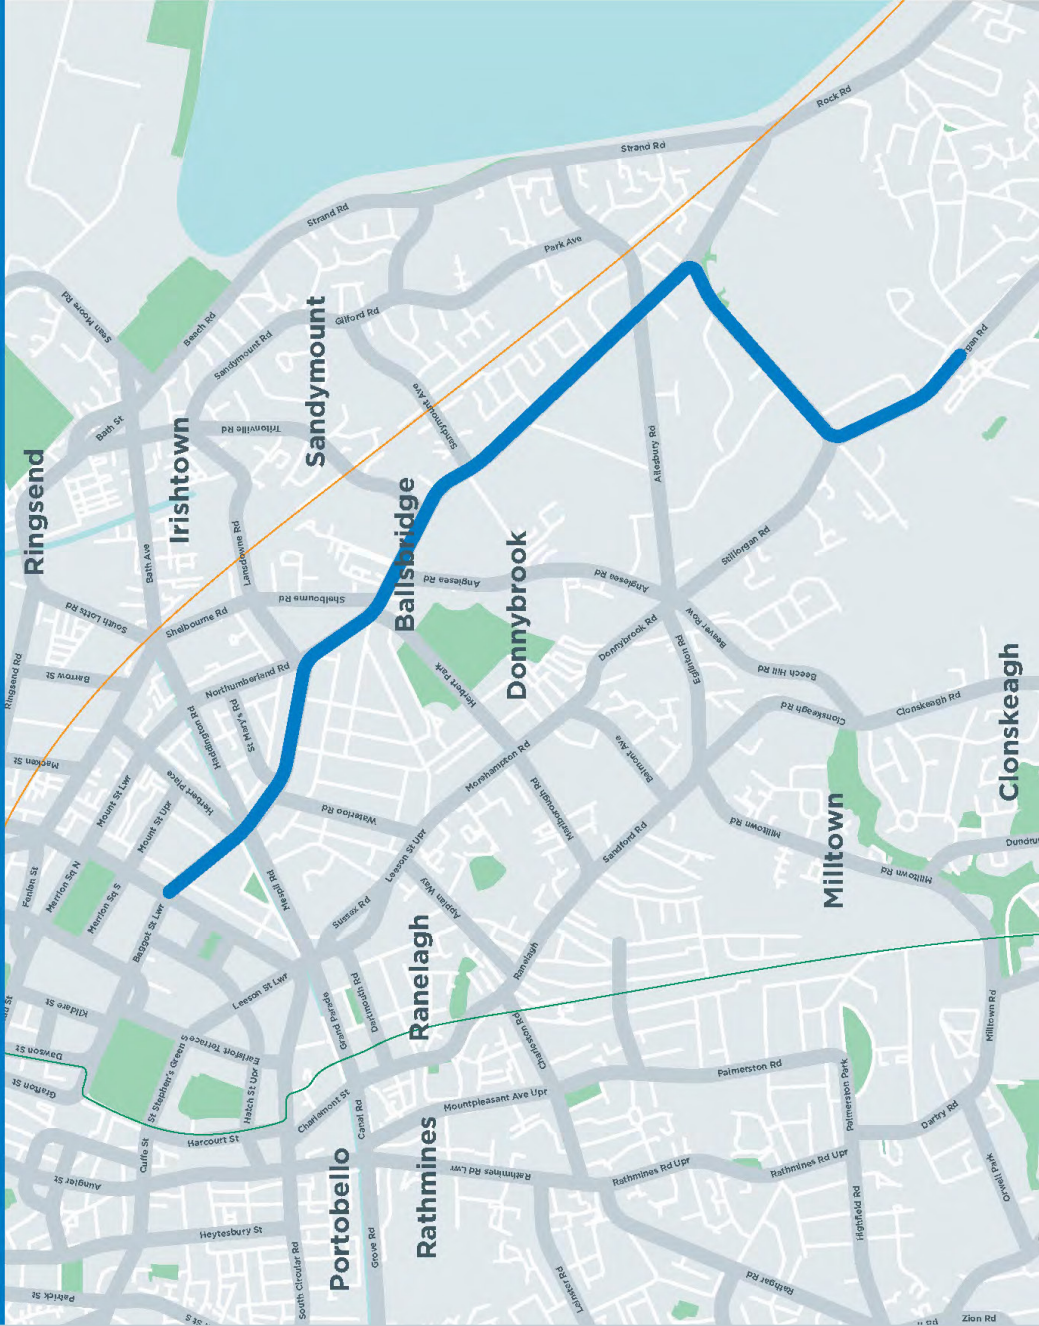 Rock Rd
Strand Rd
Strand Rd
Park Ave
Sean Moore Rd
Beach Rd
Gilford Rd
Sandymount Rd
Sandymount
Sandymount Ave
Bath St
Tritonville Rd
Irishtown
Ringsend
Ailesbury Rd
Ballsbridge
Bath Ave
Lansdowne Rd
Stillorgan Rd
Donnybrook
Anglesea Rd
Anglesea Rd
Shelbourne Rd
South Lotts Rd
Shelbourne Rd
Beaver Row
Donnybrook Rd
Eglinton Rd
Beech Hill Rd
Ringsend Rd
Barrow St
Northumberland Rd
Herbert Park
Clonskeagh Rd
Clonskeagh Rd
Clonskeagh
St Mary's Rd
Haddington Rd
Macken St
Mount St Lwr
Herbert Place
Morehampton Rd
Belmont Ave
Mount St Upr
Waterloo Rd
Marlborough Rd
Milltown Rd
Milltown
Sandford Rd
Leeson St Upr
Fenian St
Merrion Sq N
Merrion Sq S
Mespil Rd
Appian Way
Milltown Rd
Baggot St Lwr
Sussex Rd
Ranelagh
Ranelagh
Leeson St Lwr
Kildare St
Dartmouth Rd
Grand Parade
Milltown Rd
Dawson St
Earlsfort Terrace
St Stephen's Green S
Charleston Rd
Palmerston Rd
Grafton St
Hatch St Upr
Charlemont St
Canal Rd
Mountpleasant Ave Upr
Palmerston Park
Dartry Rd
Harcourt St
Cuffe St
Rathmines
Portobello
Rathmines Rd Lwr
Rathmines Rd Upr
Rathmines Rd Upr
Orwell Park
Aungier St
Highfield Rd
Heytesbury St
Grove Rd
South Circular Rd
Leinster Rd
Rathgar Rd
Patrick St
Zion Rd